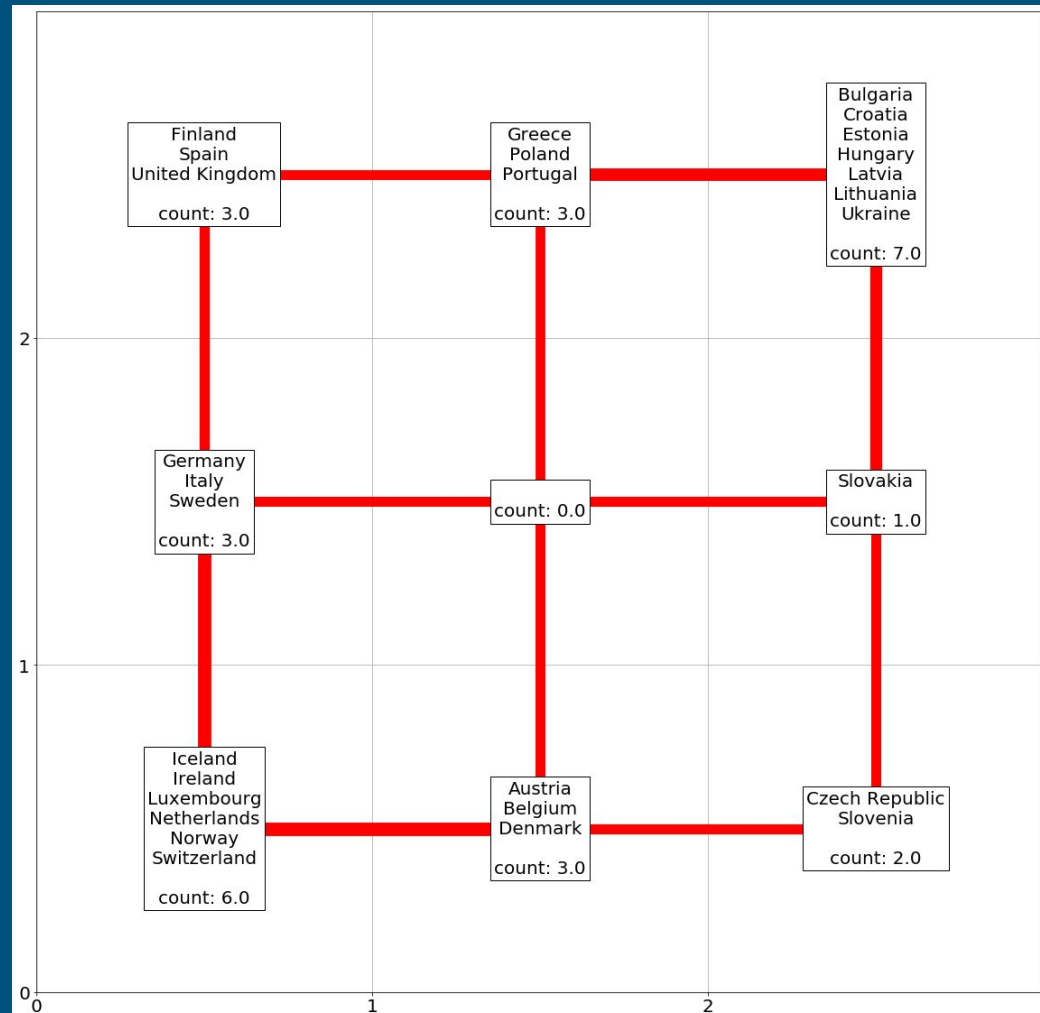 Finland
Spain
United Kingdom
count: 3.0
Greece
Poland
Portugal
count: 3.0
Bulgaria
Croatia
Estonia
Hungary
Latvia
Lithuania
Ukraine
count: 7.0
2
Germany
Italy
Sweden
count: 3.0
count: 0.0
Slovakia
count: 1.0
1
Iceland
Ireland
Luxembourg
Netherlands
Norway
Switzerland
count: 6.0
Austria
Belgium
Denmark
count: 3.0
Czech Republic
Slovenia
count: 2.0
0
0 1 2